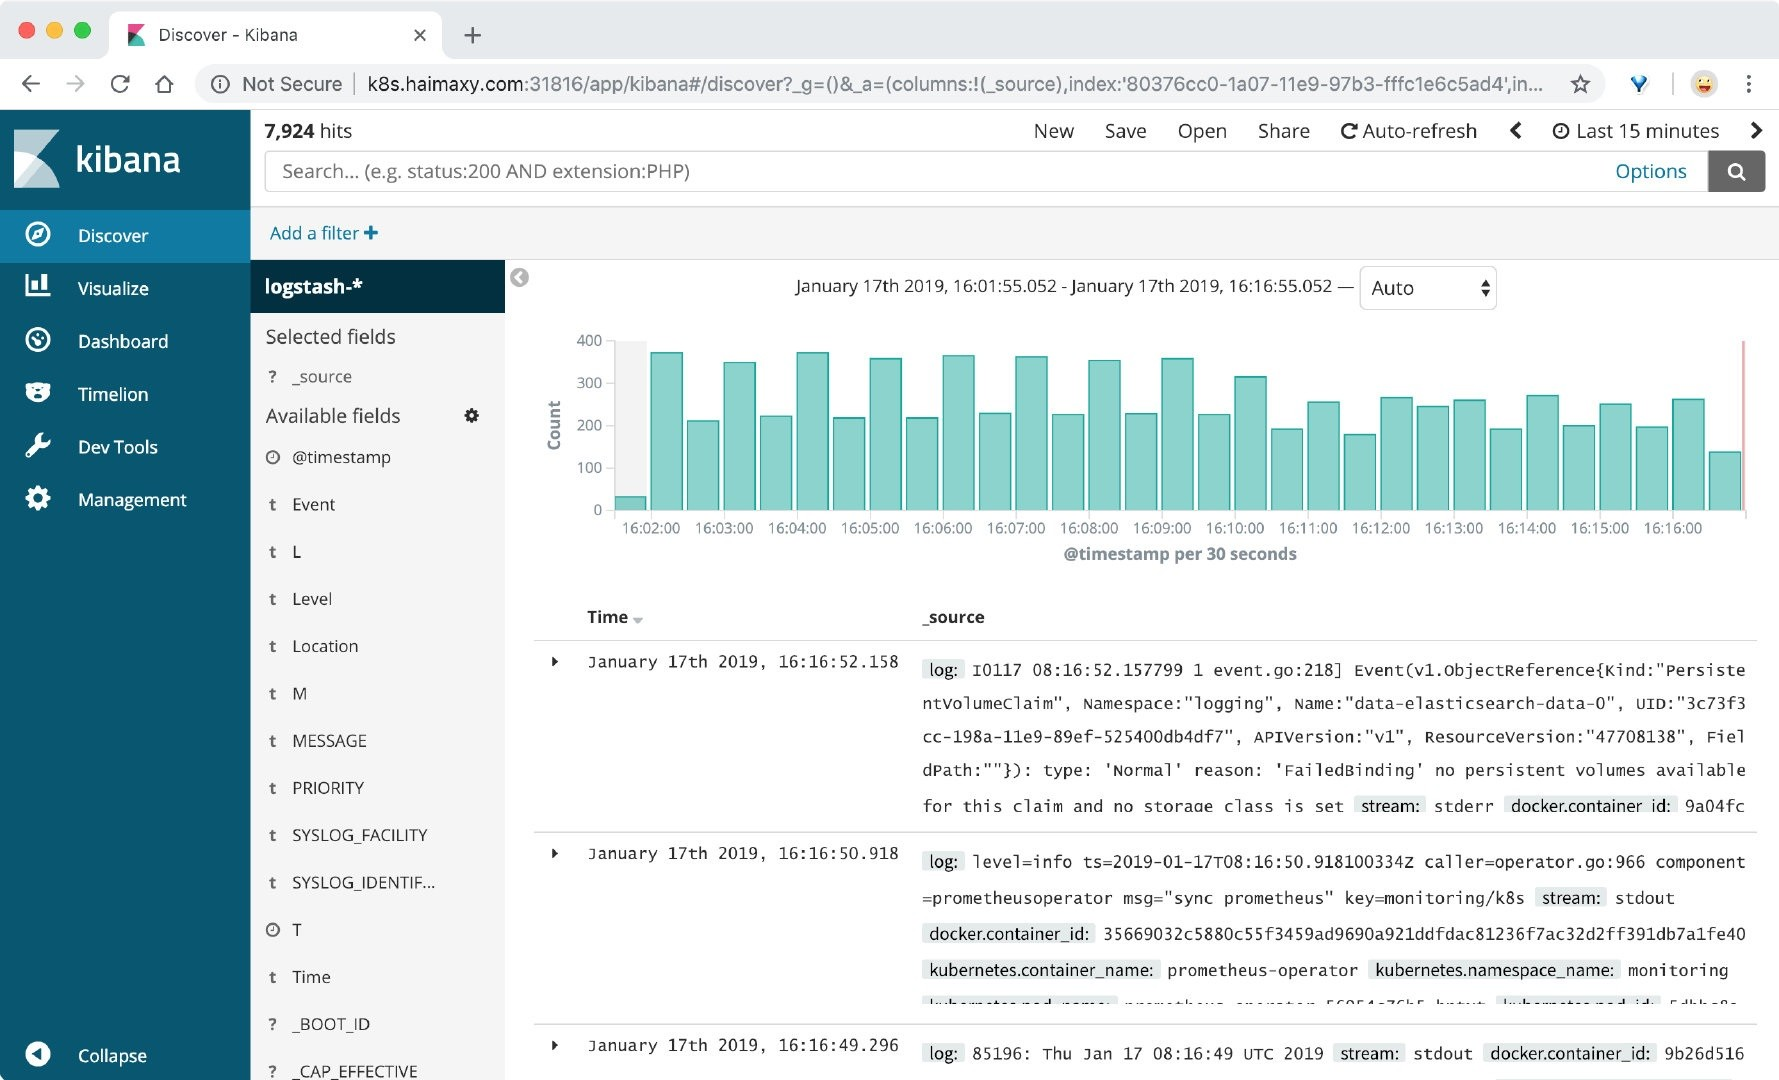 Discover - Kibana
Not Secure | k8s.haimaxy.com:31816/app/kibana#/discover?_g=()&_a=(columns:!(_source),index:'80376cc0-1a07-11e9-97b3-fffc1e6c5ad4',in...
kibana
Discover
Visualize
Dashboard
Timelion
Dev Tools
Management
Collapse
7,924 hits
New Save Open Share Auto-refresh Last 15 minutes
Search... (e.g. status:200 AND extension:PHP) Options
Add a filter +
logstash-*
Selected fields
? _source
Available fields
@timestamp
t Event
t L
t Level
t Location
t M
t MESSAGE
t PRIORITY
t SYSLOG_FACILITY
t SYSLOG_IDENTIF...
T
t Time
? _BOOT_ID
? _CAP_EFFECTIVE
January 17th 2019, 16:01:55.052 - January 17th 2019, 16:16:55.052 — Auto
Count
400
300
200
100
0
16:02:00 16:03:00 16:04:00 16:05:00 16:06:00 16:07:00 16:08:00 16:09:00 16:10:00 16:11:00 16:12:00 16:13:00 16:14:00 16:15:00 16:16:00
@timestamp per 30 seconds
Time _source
January 17th 2019, 16:16:52.158 log: I0117 08:16:52.157799 1 event.go:218] Event(v1.ObjectReference{Kind:"Persiste
ntVolumeClaim", Namespace:"logging", Name:"data-elasticsearch-data-0", UID:"3c73f3
cc-198a-11e9-89ef-525400db4df7", APIVersion:"v1", ResourceVersion:"47708138", Fiel
dPath:""}): type: 'Normal' reason: 'FailedBinding' no persistent volumes available
for this claim and no storage class is set stream: stderr docker.container_id: 9a04fc
January 17th 2019, 16:16:50.918 log: level=info ts=2019-01-17T08:16:50.918100334Z caller=operator.go:966 component
=prometheusoperator msg="sync prometheus" key=monitoring/k8s stream: stdout
docker.container_id: 35669032c5880c55f3459ad9690a921ddfdac81236f7ac32d2ff391db7a1fe40
kubernetes.container_name: prometheus-operator kubernetes.namespace_name: monitoring
January 17th 2019, 16:16:49.296 log: 85196: Thu Jan 17 08:16:49 UTC 2019 stream: stdout docker.container_id: 9b26d516